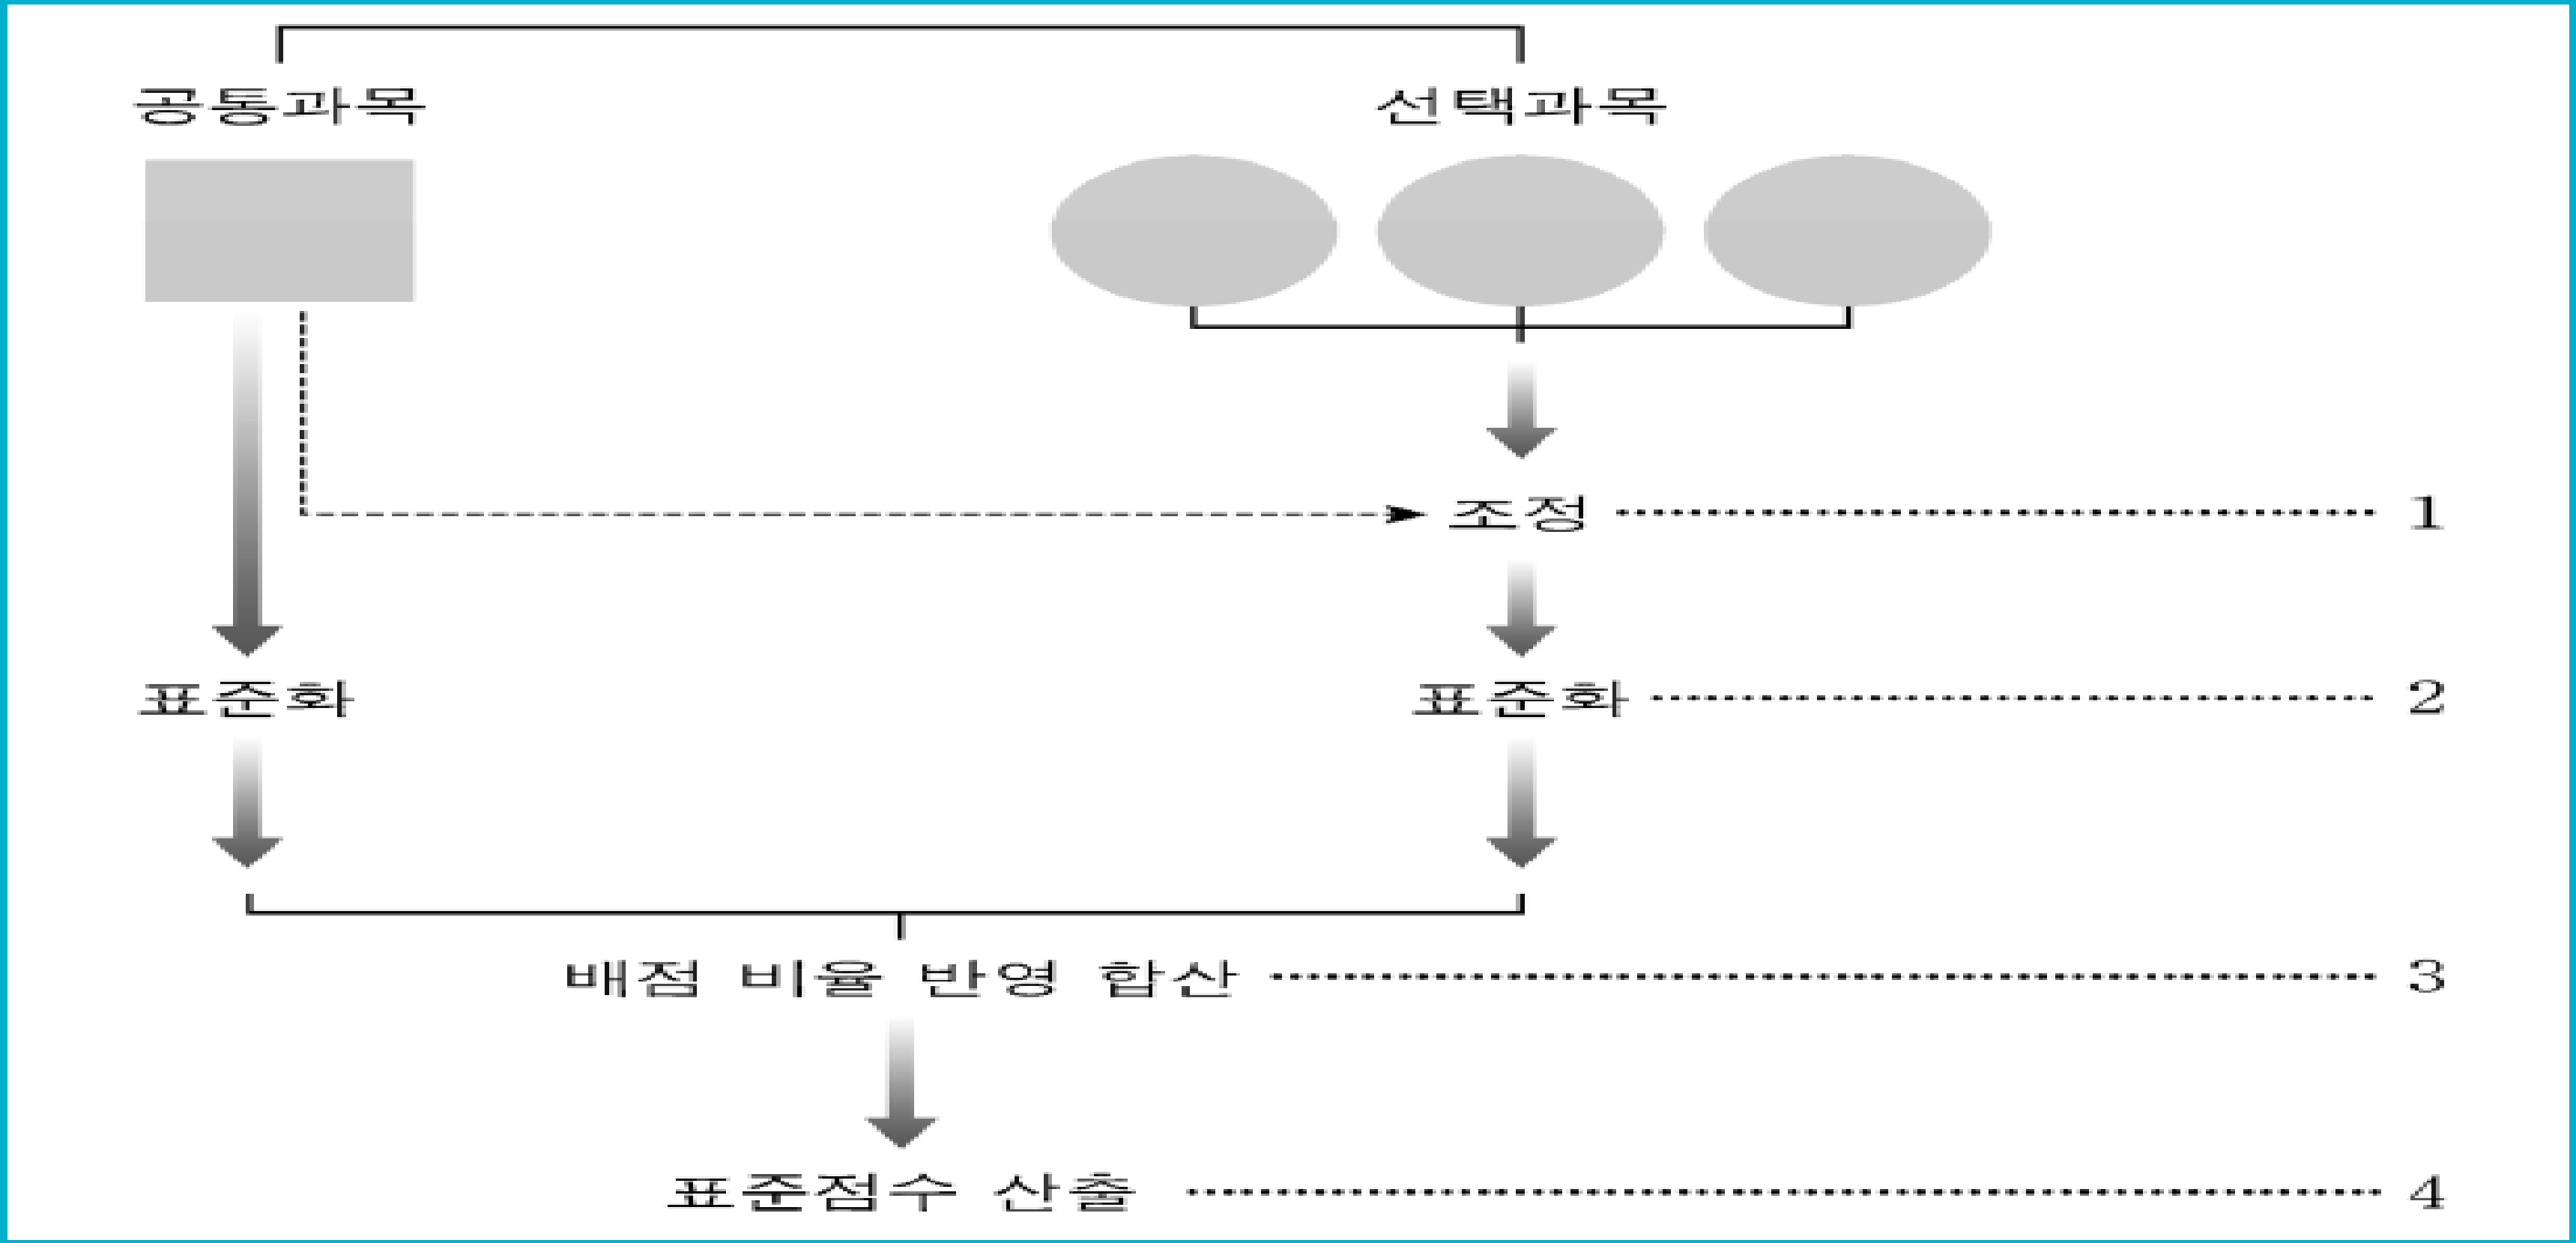 공통과목 선택과목
조정 1
표준화 표준화 2
배점 비율 반영 합산 3
표준점수 산출 4